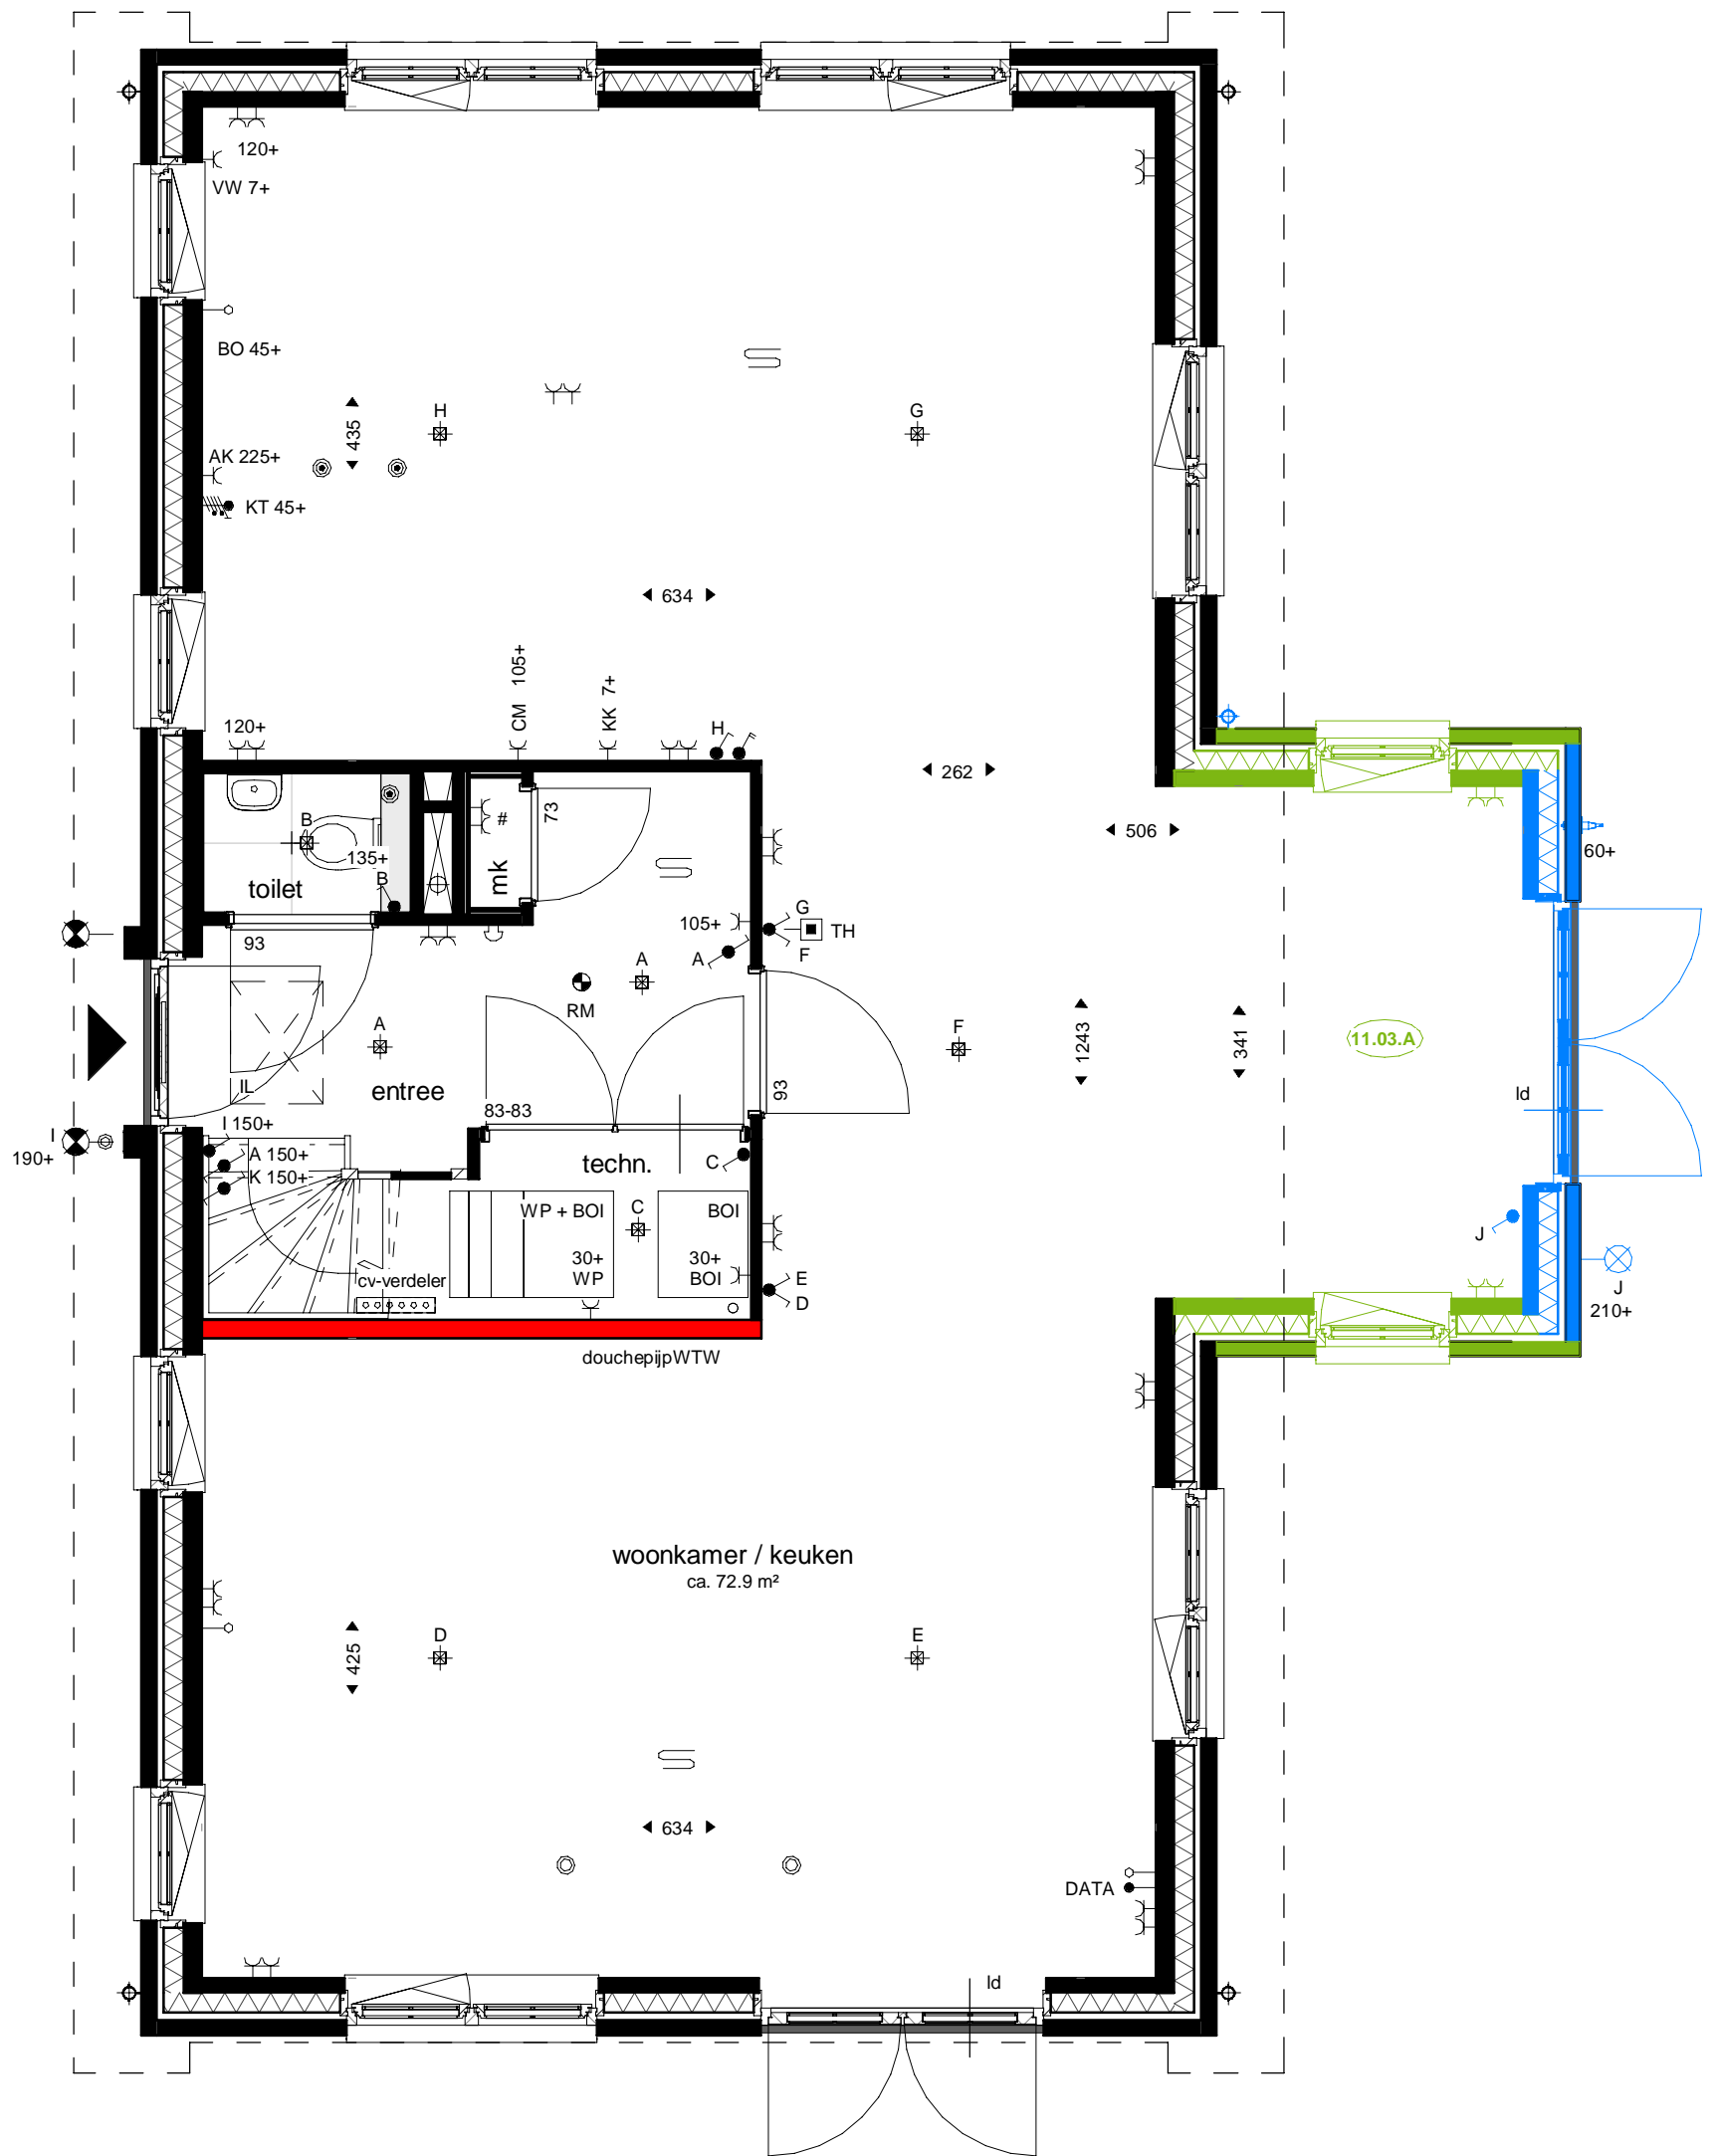 120+
VW 7+
BO 45+
H
G
435
AK 225+
KT 45+
634
CM 105+
KK 7+
H
120+
262
506
60+
B
135+
B
toilet
mk
#
73
105+
G
F
TH
A
93
A
RM
A
F
1243
341
11.03.A
IL
entree
83-83
93
ld
I
190+
I 150+
A 150+
K 150+
techn.
C
WP + BOI
C
BOI
30+
WP
30+
BOI
cv-verdeler
E
D
J
J
210+
douchepijpWTW
woonkamer / keuken
ca. 72.9 m²
D
E
425
634
DATA
ld